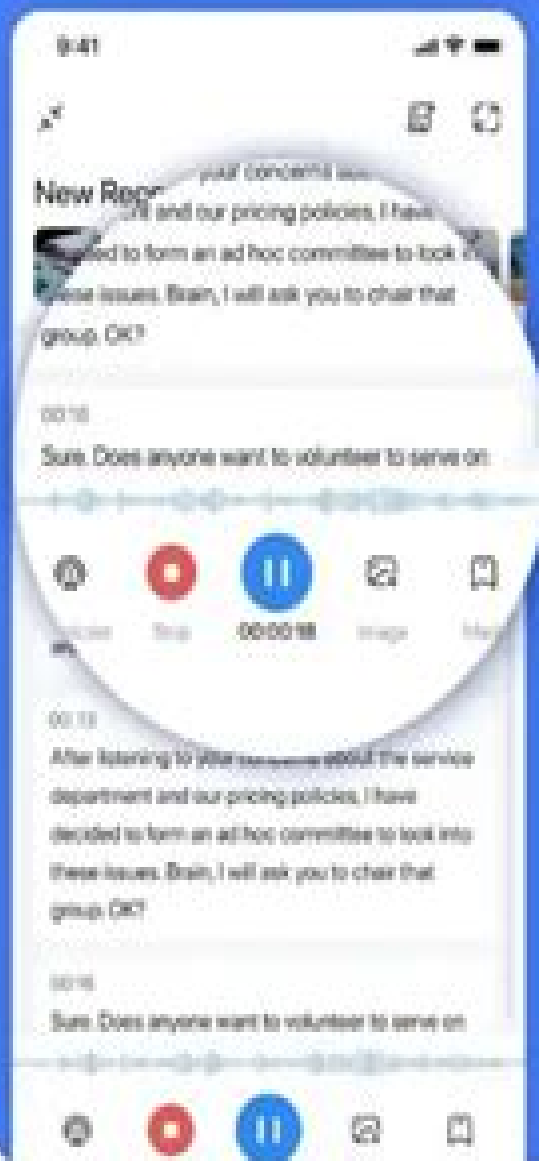 9:41
New Reco
your concerns
and our pricing policies, I have
ded to form an ad hoc committee to look in
these issues. Brain, I will ask you to chair that
group. OK?
Sure. Does anyone want to volunteer to serve on
Stop
00:00:18
Image
00:13
After listening to your concerns about the service
department and our pricing policies, I have
decided to form an ad hoc committee to look into
these issues. Brain, I will ask you to chair that
group. OK?
00:16
Sure. Does anyone want to volunteer to serve on